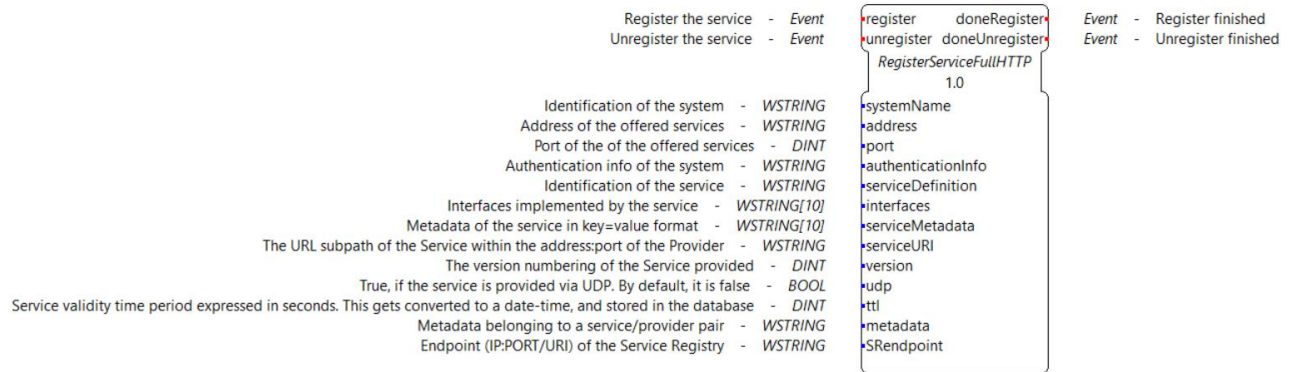 Register the service - Event register doneRegister Event - Register finished
Unregister the service - Event unregister doneUnregister Event - Unregister finished
RegisterServiceFullHTTP
1.0
Identification of the system - WSTRING systemName
Address of the offered services - WSTRING address
Port of the of the offered services - DINT port
Authentication info of the system - WSTRING authenticationInfo
Identification of the service - WSTRING serviceDefinition
Interfaces implemented by the service - WSTRING[10] interfaces
Metadata of the service in key=value format - WSTRING[10] serviceMetadata
The URL subpath of the Service within the address:port of the Provider - WSTRING serviceURI
The version numbering of the Service provided - DINT version
True, if the service is provided via UDP. By default, it is false - BOOL udp
Service validity time period expressed in seconds. This gets converted to a date-time, and stored in the database - DINT ttl
Metadata belonging to a service/provider pair - WSTRING metadata
Endpoint (IP:PORT/URI) of the Service Registry - WSTRING SRendpoint